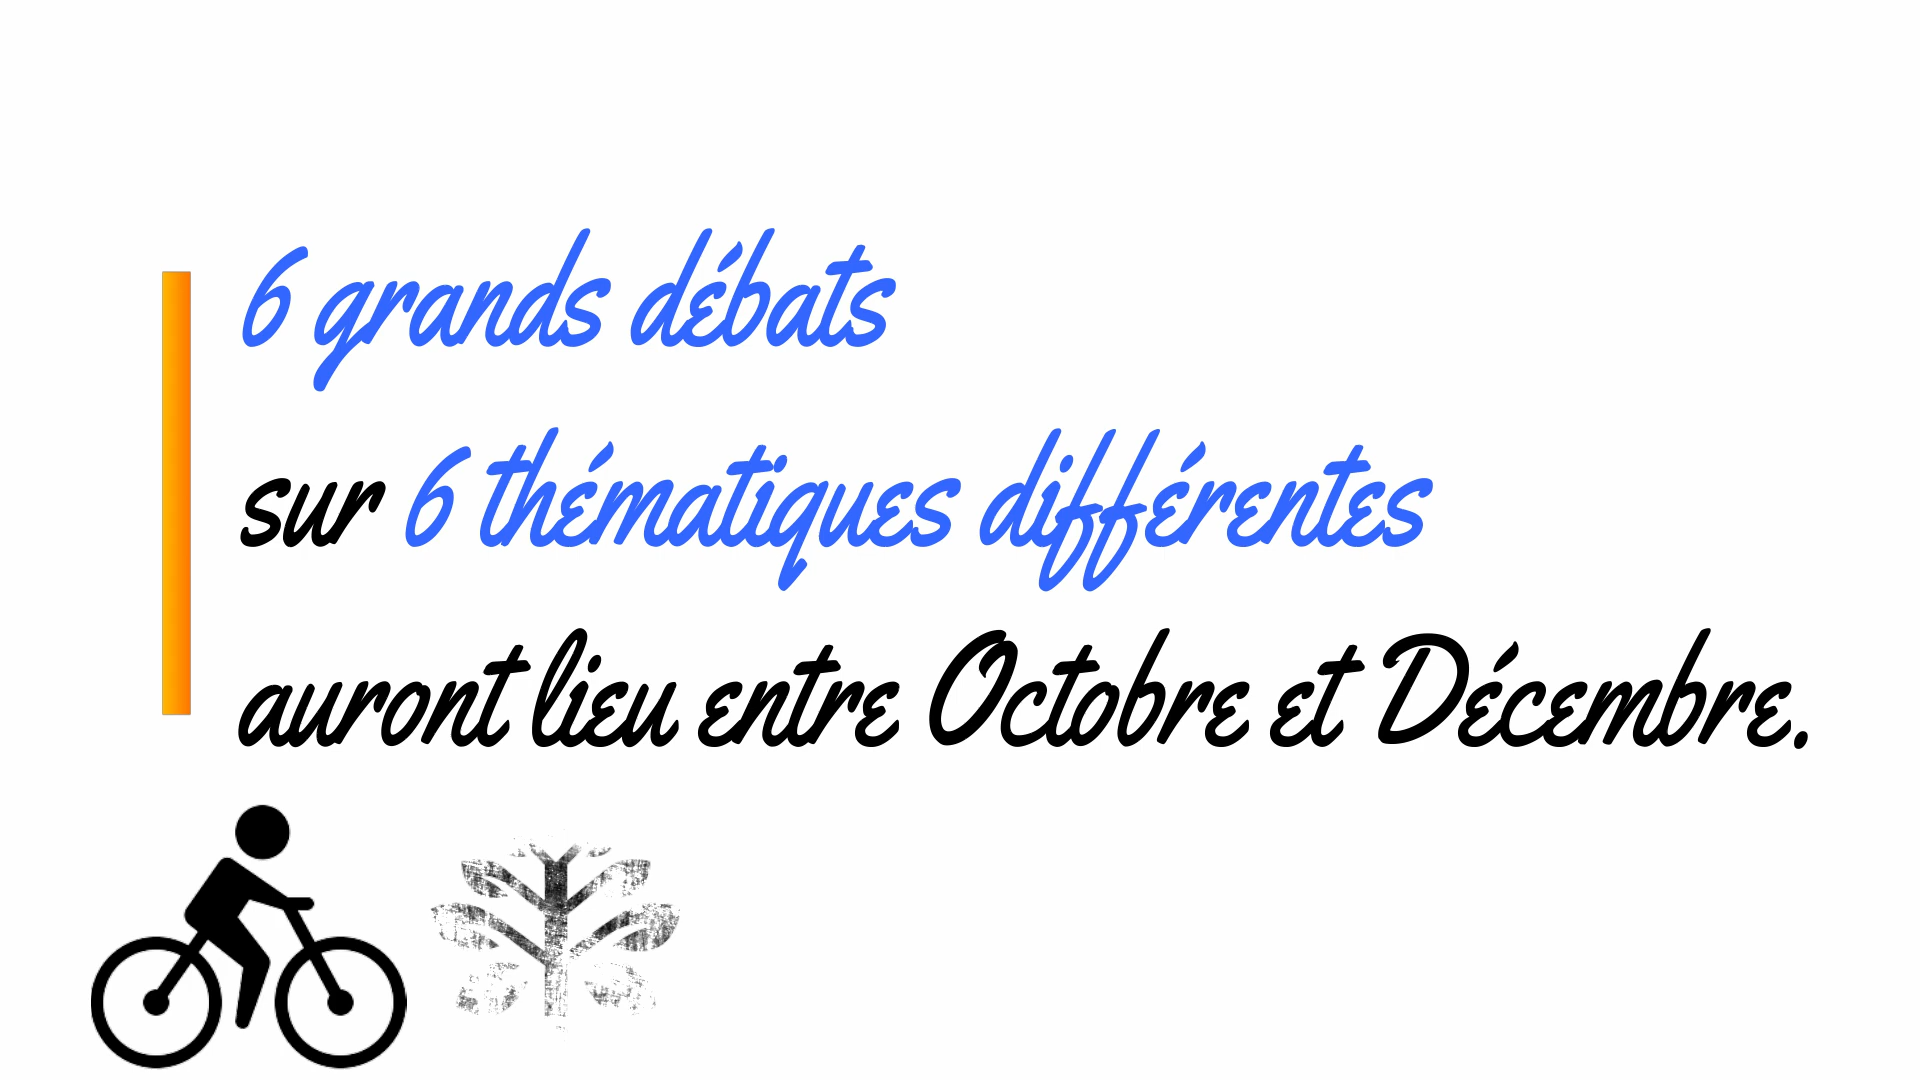 6 grands débats
sur 6 thématiques différentes
auront lieu entre Octobre et Décembre.